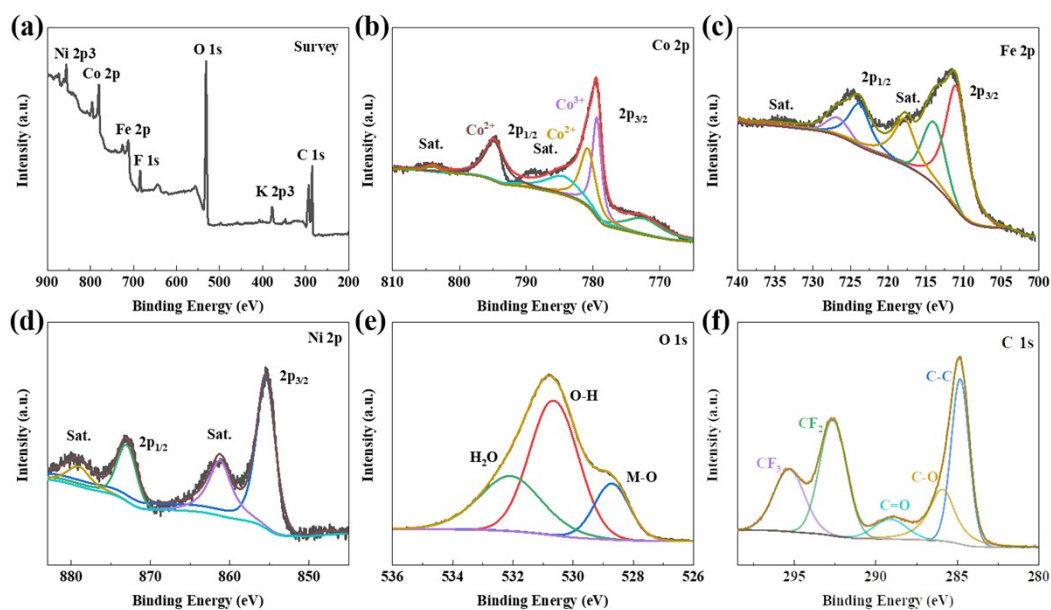 (a)
Survey
Ni 2p3
Co 2p
Fe 2p
F 1s
O 1s
K 2p3
C 1s
Intensity (a.u.)
900 800 700 600 500 400 300 200
Binding Energy (eV)
(b)
Co 2p
Sat.
Co²⁺
2p₁/₂
Sat.
Co²⁺
Co³⁺
2p₃/₂
Intensity (a.u.)
810 800 790 780 770
Binding Energy (eV)
(c)
Fe 2p
Sat.
2p₁/₂
Sat.
2p₃/₂
Intensity (a.u.)
740 735 730 725 720 715 710 705 700
Binding Energy (eV)
(d)
Ni 2p
Sat.
2p₁/₂
Sat.
2p₃/₂
Intensity (a.u.)
880 870 860 850
Binding Energy (eV)
(e)
O 1s
H₂O
O-H
M-O
Intensity (a.u.)
536 534 532 530 528 526
Binding Energy (eV)
(f)
C 1s
CF₃
CF₂
C=O
C-O
C-C
Intensity (a.u.)
295 290 285 280
Binding Energy (eV)